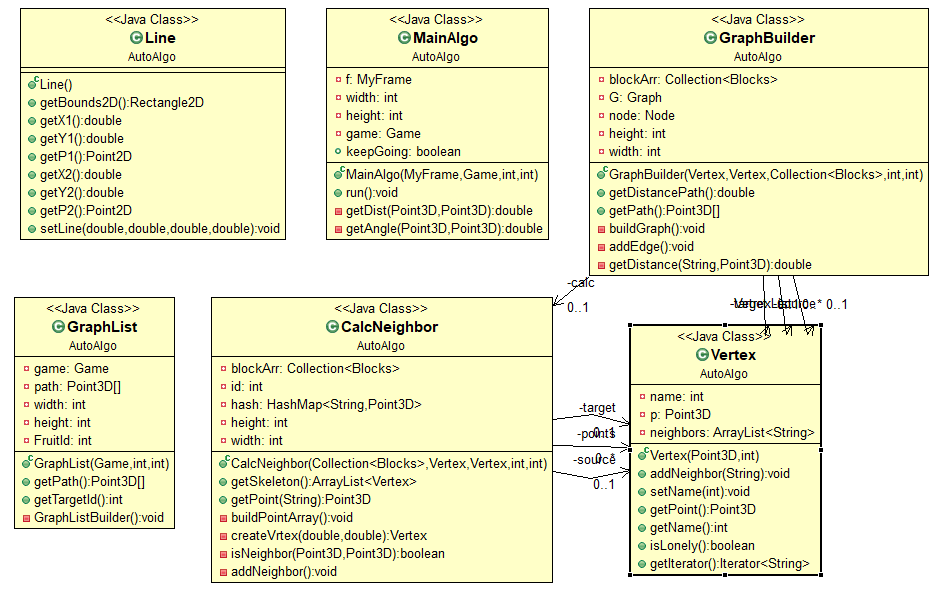 <<Java Class>>
Line
AutoAlgo
Line()
getBounds2D():Rectangle2D
getX1():double
getY1():double
getP1():Point2D
getX2():double
getY2():double
getP2():Point2D
setLine(double,double,double,double):void
<<Java Class>>
MainAlgo
AutoAlgo
f: MyFrame
width: int
height: int
game: Game
keepGoing: boolean
MainAlgo(MyFrame,Game,int,int)
run():void
getDist(Point3D,Point3D):double
getAngle(Point3D,Point3D):double
<<Java Class>>
GraphBuilder
AutoAlgo
blockArr: Collection<Blocks>
G: Graph
node: Node
height: int
width: int
GraphBuilder(Vertex,Vertex,Collection<Blocks>,int,int)
getDistancePath():double
getPath():Point3D[]
buildGraph():void
addEdge():void
getDistance(String,Point3D):double
-calc
0..1
0..1
<<Java Class>>
GraphList
AutoAlgo
game: Game
path: Point3D[]
width: int
height: int
FruitId: int
GraphList(Game,int,int)
getPath():Point3D[]
getTargetId():int
GraphListBuilder():void
<<Java Class>>
CalcNeighbor
AutoAlgo
blockArr: Collection<Blocks>
id: int
hash: HashMap<String,Point3D>
height: int
width: int
CalcNeighbor(Collection<Blocks>,Vertex,Vertex,int,int)
getSkeleton():ArrayList<Vertex>
getPoint(String):Point3D
buildPointArray():void
createVrtex(double,double):Vertex
isNeighbor(Point3D,Point3D):boolean
addNeighbor():void
-target
0..1
-points
-source
0..1
<<Java Class>>
Vertex
AutoAlgo
name: int
p: Point3D
neighbors: ArrayList<String>
Vertex(Point3D,int)
addNeighbor(String):void
setName(int):void
getPoint():Point3D
getName():int
isLonely():boolean
getIterator():Iterator<String>